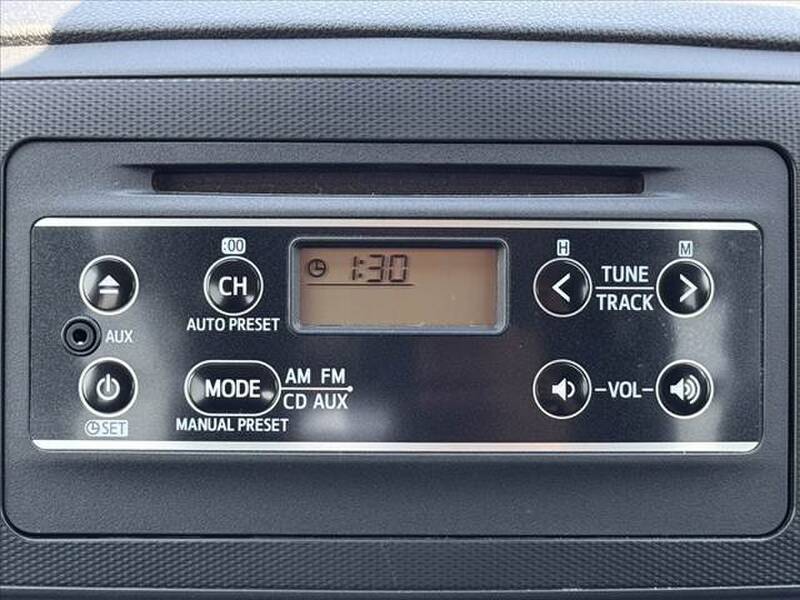 :00
H
M
1:30
CH
TUNE
TRACK
AUTO PRESET
AUX
MODE
AM FM
CD AUX
VOL
SET
MANUAL PRESET